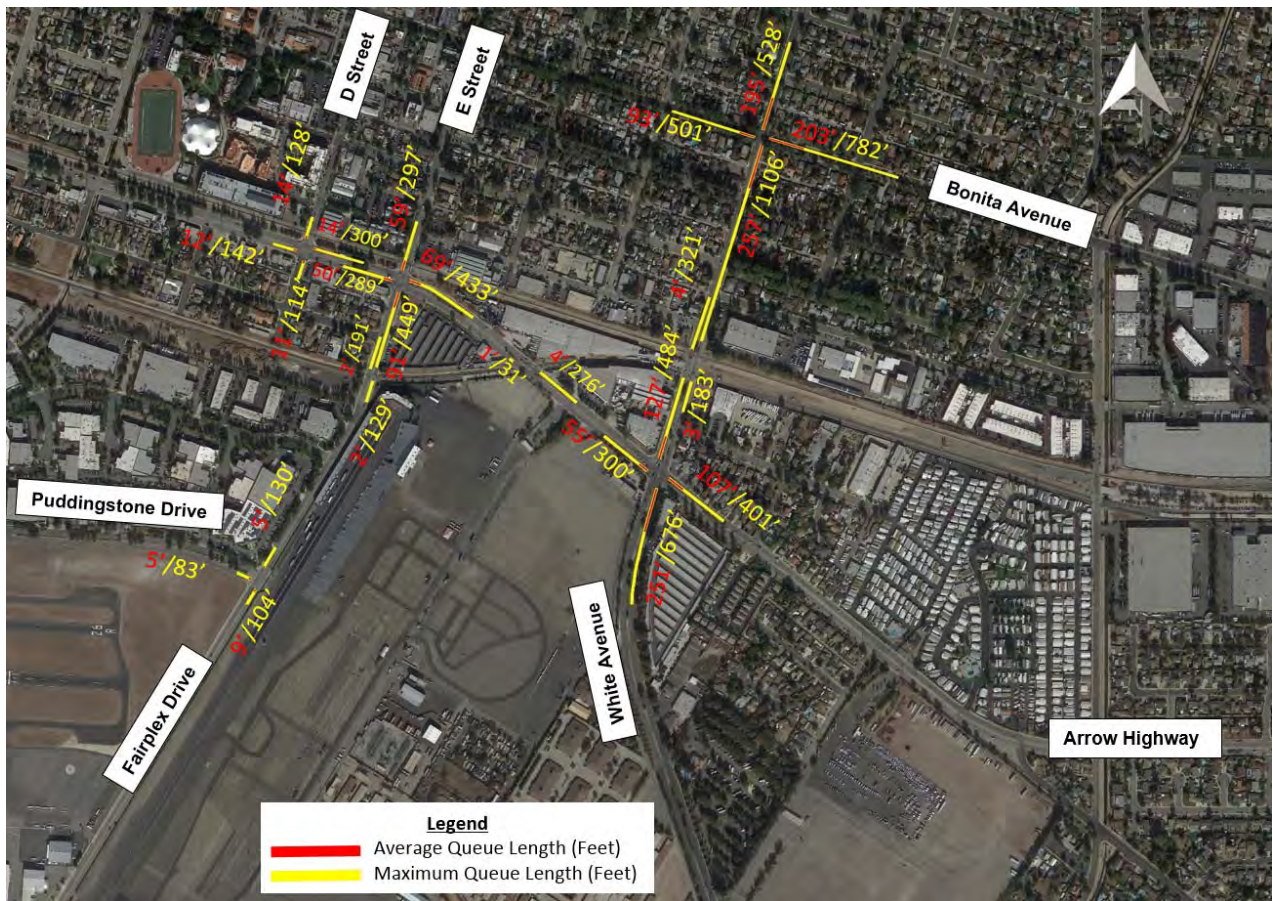 D Street
E Street
195'/528'
93'/501'
203'/782'
14'/128'
59'/297'
257'/1106'
Bonita Avenue
12'/142'
14'/300'
69'/433'
4'/321'
50'/289'
11'/114'
1'/191'
91'/449'
1'/31'
4'/276'
127'/484'
3'/183'
2'/129'
55'/300'
107'/401'
Puddingstone Drive
5'/130'
5'/83'
251'/676'
9'/104'
White Avenue
Fairplex Drive
Arrow Highway
Legend
Average Queue Length (Feet)
Maximum Queue Length (Feet)